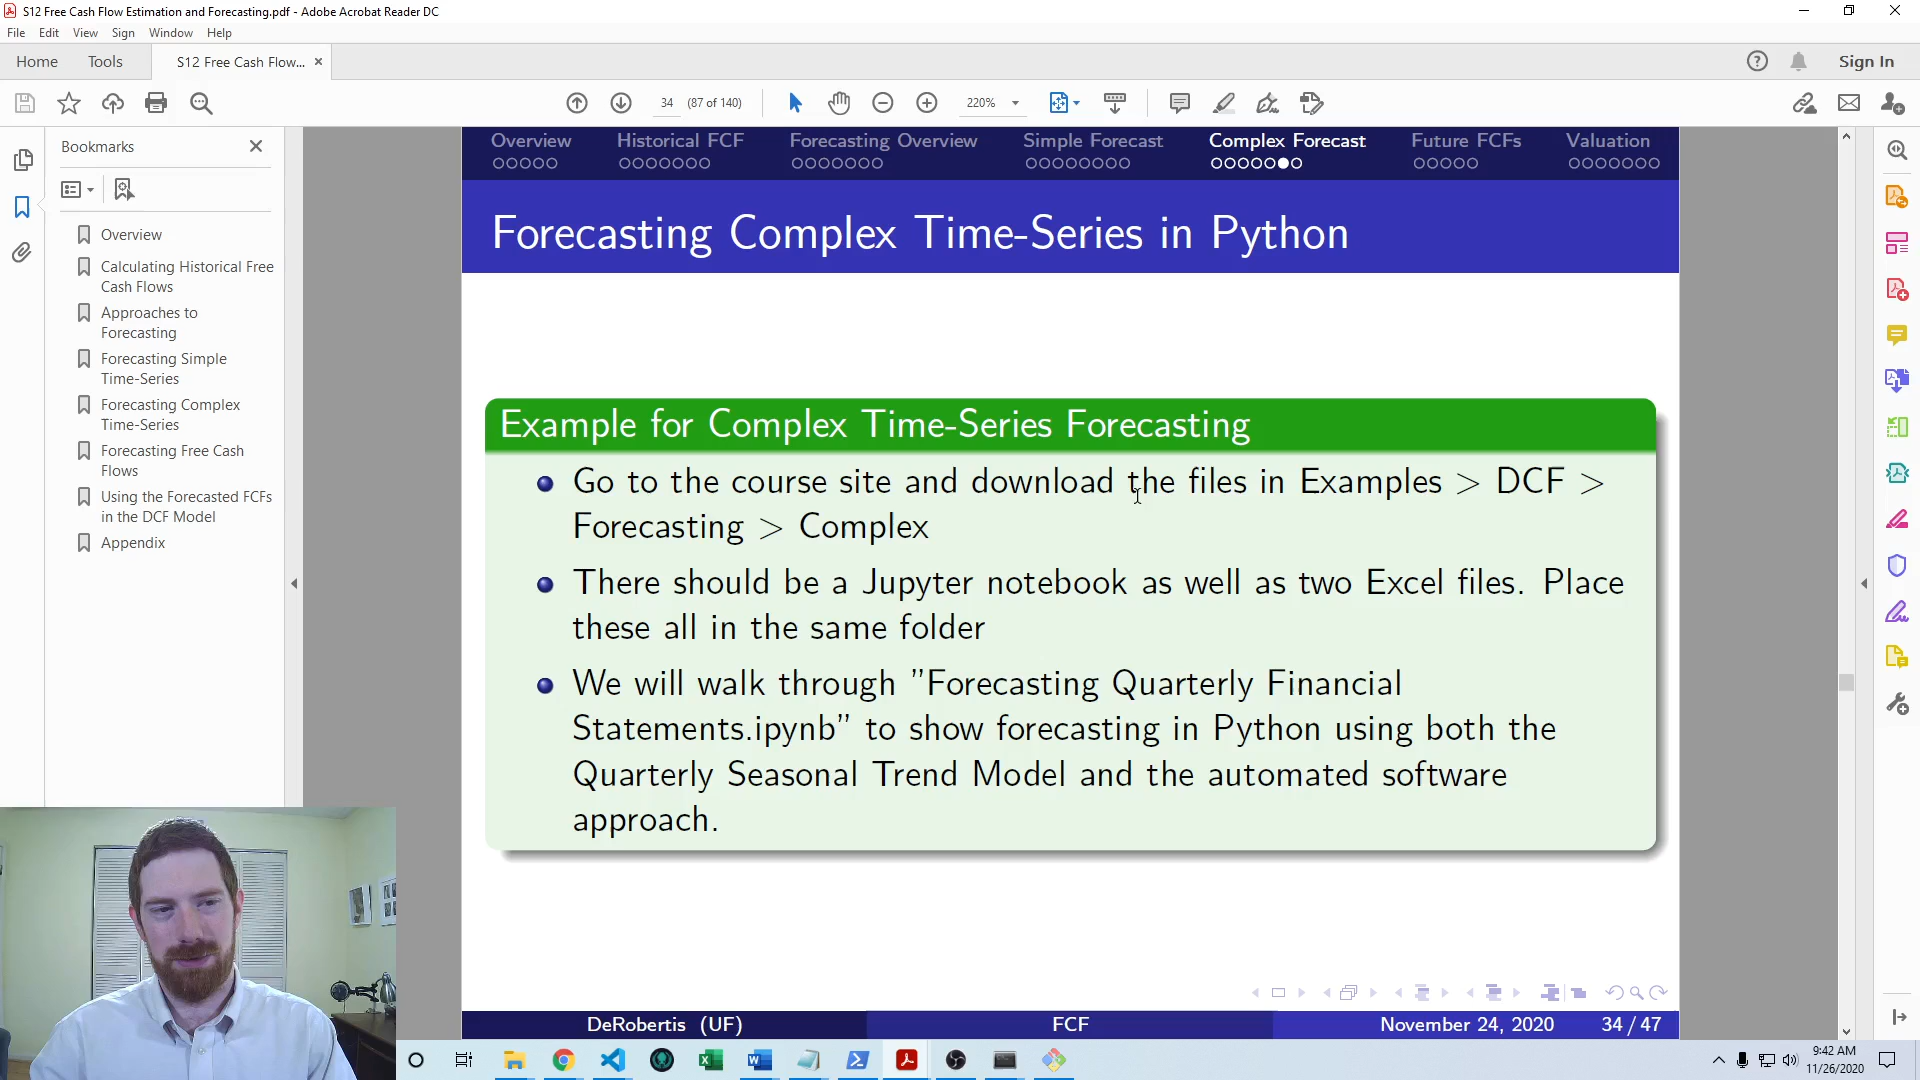 S12 Free Cash Flow Estimation and Forecasting.pdf - Adobe Acrobat Reader DC
File Edit View Sign Window Help
Home Tools S12 Free Cash Flow... Sign In
34 (87 of 140) 220%
Bookmarks
Overview
Calculating Historical Free
Cash Flows
Approaches to
Forecasting
Forecasting Simple
Time-Series
Forecasting Complex
Time-Series
Forecasting Free Cash
Flows
Using the Forecasted FCFs
in the DCF Model
Appendix
Overview Historical FCF Forecasting Overview Simple Forecast Complex Forecast Future FCFs Valuation
Forecasting Complex Time-Series in Python
Example for Complex Time-Series Forecasting
Go to the course site and download the files in Examples > DCF >
Forecasting > Complex
There should be a Jupyter notebook as well as two Excel files. Place
these all in the same folder
We will walk through ”Forecasting Quarterly Financial
Statements.ipynb” to show forecasting in Python using both the
Quarterly Seasonal Trend Model and the automated software
approach.
DeRobertis (UF) FCF November 24, 2020 34 / 47
9:42 AM
11/26/2020